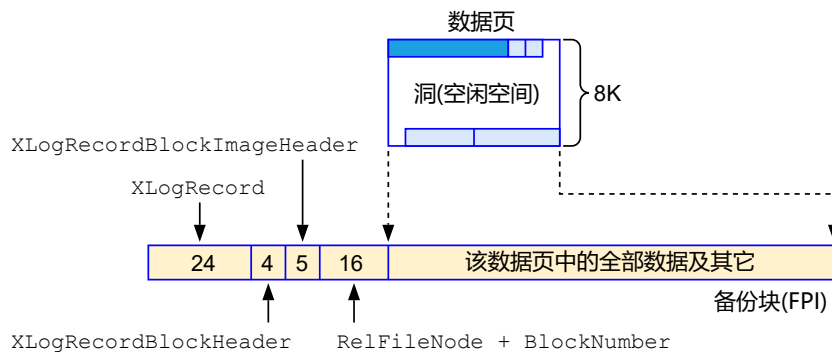 数据页
洞(空闲空间)
8K
XLogRecordBlockImageHeader
XLogRecord
24
4
5
16
该数据页中的全部数据及其它
备份块(FPI)
XLogRecordBlockHeader
RelFileNode + BlockNumber